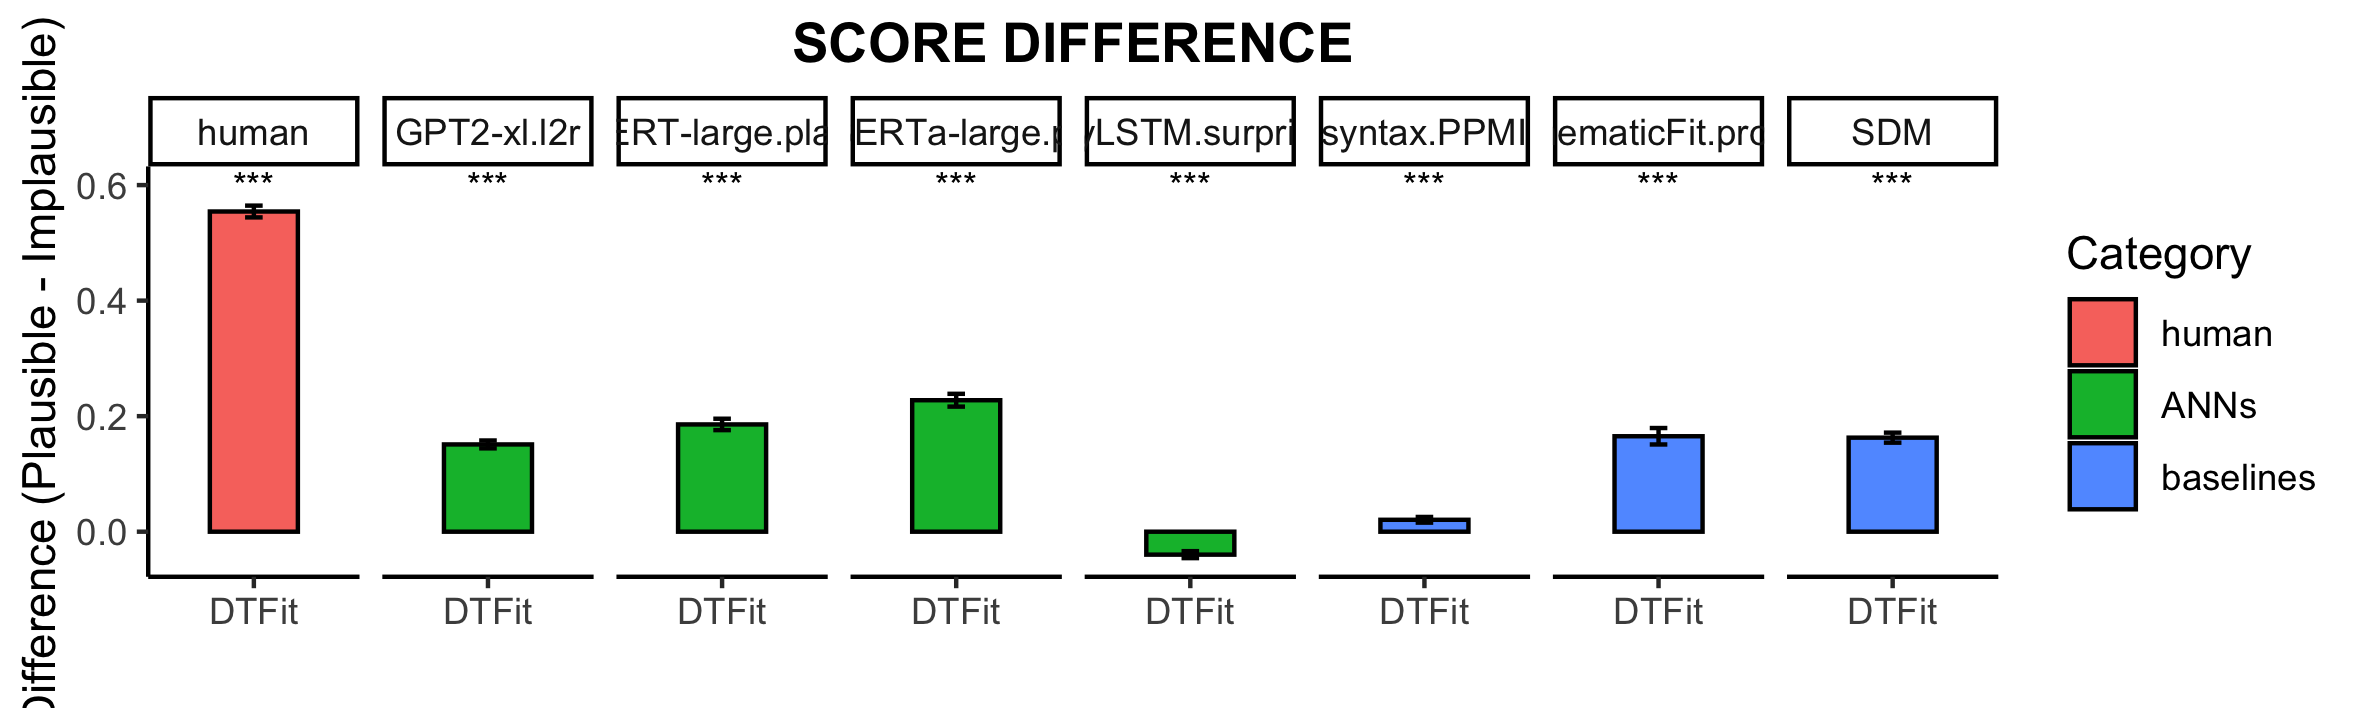 SCORE DIFFERENCE
human
GPT2-xl.l2r
ERT-large.pla
ERTa-large.p
LSTM.surpri
syntax.PPMI
ematicFit.pro
SDM
*** *** *** *** *** *** *** ***
Difference (Plausible - Implausible)
0.6
0.4
0.2
0.0
DTFit DTFit DTFit DTFit DTFit DTFit DTFit DTFit
Category
human
ANNs
baselines